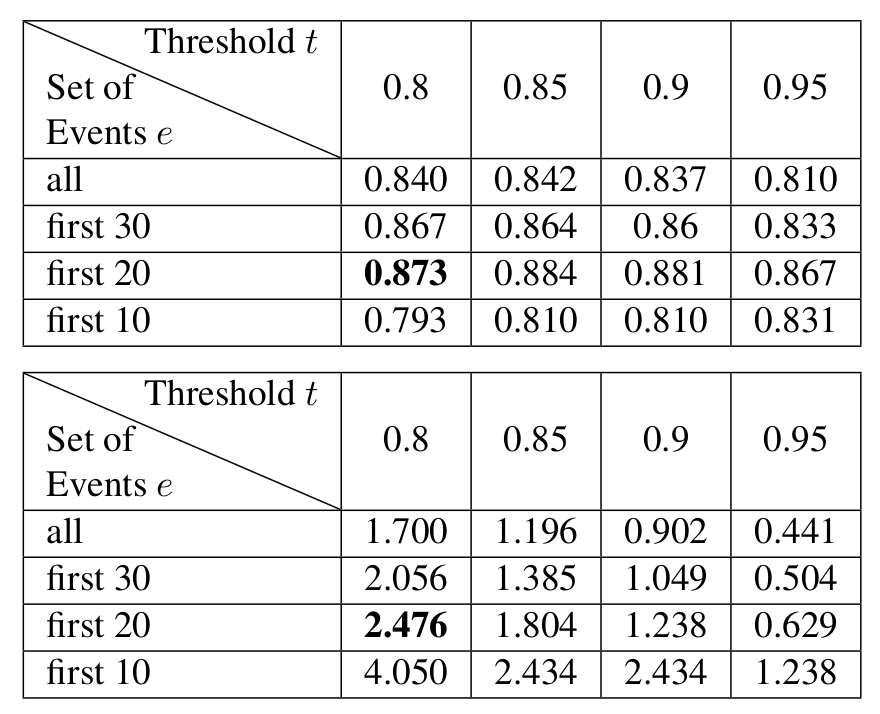 Threshold t
Set of
Events e
0.8 0.85 0.9 0.95
all 0.840 0.842 0.837 0.810
first 30 0.867 0.864 0.86 0.833
first 20 0.873 0.884 0.881 0.867
first 10 0.793 0.810 0.810 0.831
Threshold t
Set of
Events e
0.8 0.85 0.9 0.95
all 1.700 1.196 0.902 0.441
first 30 2.056 1.385 1.049 0.504
first 20 2.476 1.804 1.238 0.629
first 10 4.050 2.434 2.434 1.238